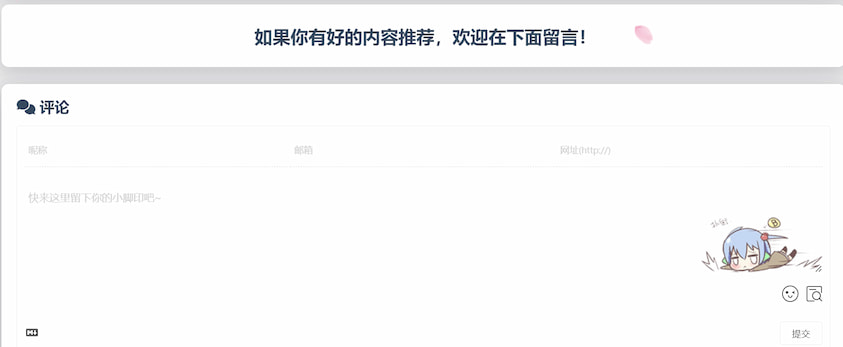 如果你有好的内容推荐，欢迎在下面留言！
评论
昵称 邮箱 网址(http://)
快来这里留下你的小脚印吧~
提交